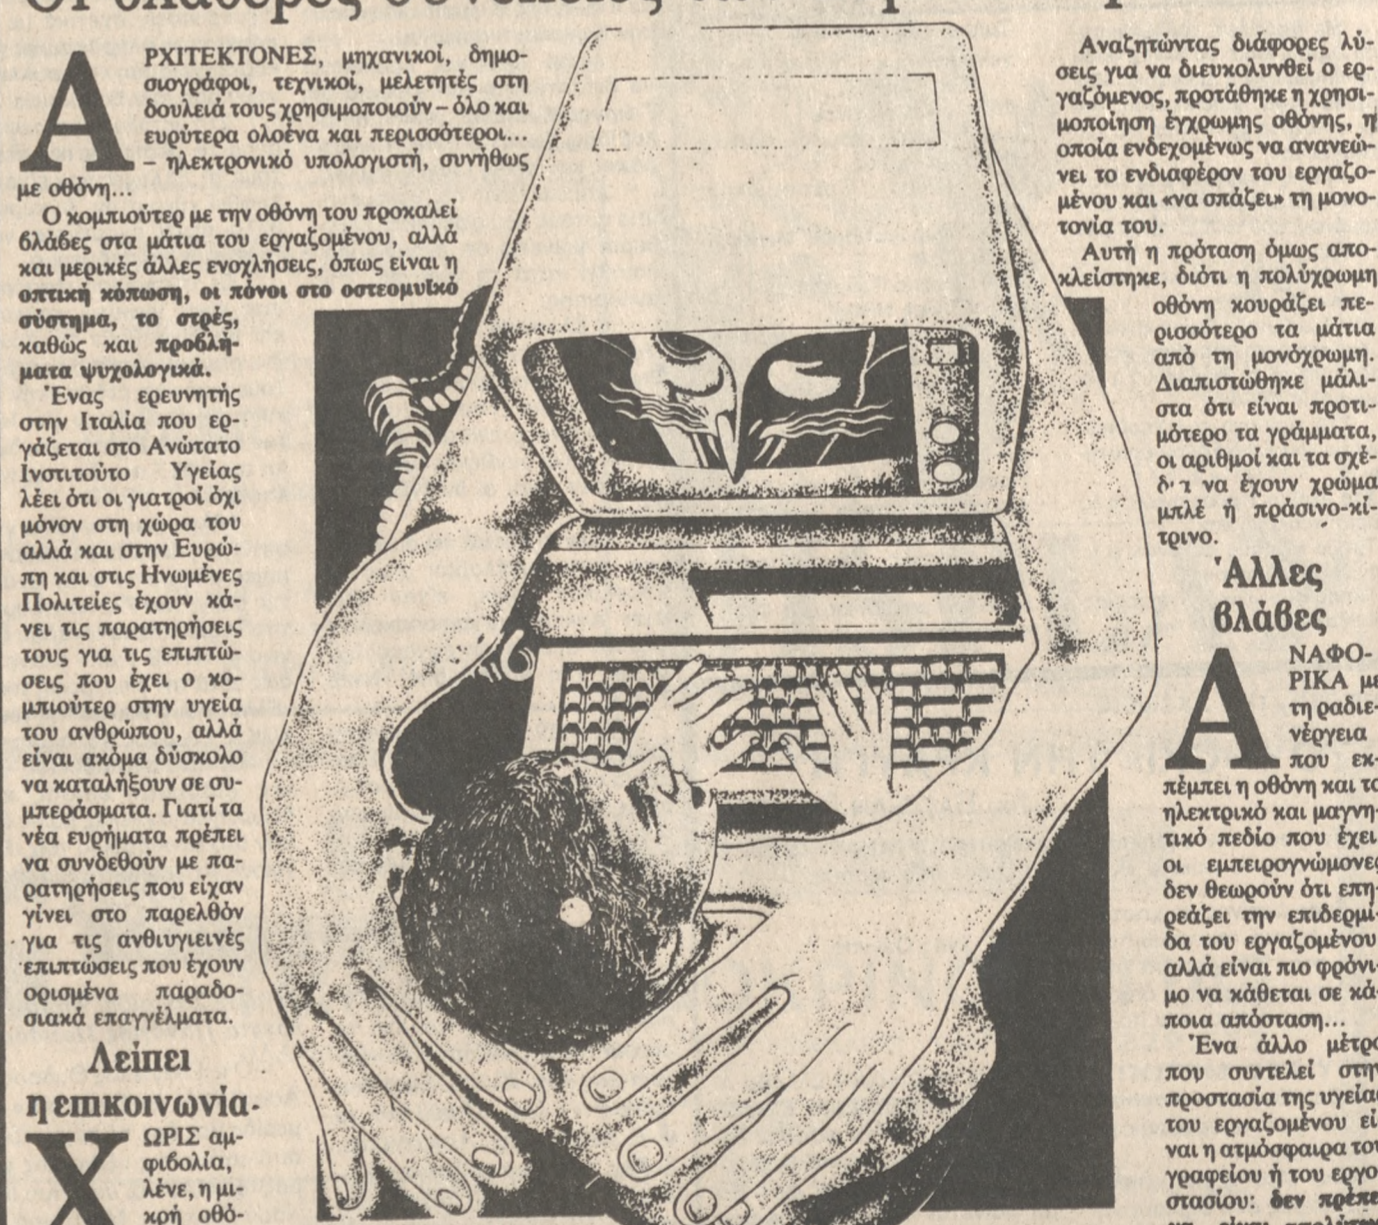 ΑΡΧΙΤΕΚΤΟΝΕΣ, μηχανικοί, δημο-
σιογράφοι, τεχνικοί, μελετητές στη
δουλειά τους χρησιμοποιούν – όλο και
ευρύτερα ολοένα και περισσότεροι...
– ηλεκτρονικό υπολογιστή, συνήθως
με οθόνη...
Ο κομπιούτερ με την οθόνη του προκαλεί
βλάβες στα μάτια του εργαζομένου, αλλά
και μερικές άλλες ενοχλήσεις, όπως είναι η
οπτική κόπωση, οι πόνοι στο οστεομυϊκό
σύστημα, το στρές,
καθώς και προβλή-
ματα ψυχολογικά.
Ένας ερευνητής
στην Ιταλία που ερ-
γάζεται στο Ανώτατο
Ινστιτούτο Υγείας
λέει ότι οι γιατροί όχι
μόνον στη χώρα του
αλλά και στην Ευρώ-
πη και στις Ηνωμένες
Πολιτείες έχουν κά-
νει τις παρατηρήσεις
τους για τις επιπτώ-
σεις που έχει ο κο-
μπιούτερ στην υγεία
του ανθρώπου, αλλά
είναι ακόμα δύσκολο
να καταλήξουν σε συ-
μπεράσματα. Γιατί τα
νέα ευρήματα πρέπει
να συνδεθούν με πα-
ρατηρήσεις που είχαν
γίνει στο παρελθόν
για τις ανθυγιεινές
επιπτώσεις που έχουν
ορισμένα παραδο-
σιακά επαγγέλματα.
Λείπει
η επικοινωνία.
ΧΩΡΙΣ αμ-
φιβολία,
λένε, η μι-
κρή οθό-
Αναζητώντας διάφορες λύ-
σεις για να διευκολυνθεί ο ερ-
γαζόμενος, προτάθηκε η χρησι-
μοποίηση έγχρωμης οθόνης, η
οποία ενδεχομένως να ανανεώ-
νει το ενδιαφέρον του εργαζο-
μένου και «να σπάζει» τη μονο-
τονία του.
Αυτή η πρόταση όμως απο-
κλείστηκε, διότι η πολύχρωμη
οθόνη κουράζει πε-
ρισσότερο τα μάτια
από τη μονόχρωμη.
Διαπιστώθηκε μάλι-
στα ότι είναι προτι-
μότερο τα γράμματα,
οι αριθμοί και τα σχέ-
να έχουν χρώμα
μπλέ ή πράσινο-κί-
τρινο.
Άλλες
βλάβες
ΑΝΑΦΟ-
ΡΙΚΑ με
τη ραδιε-
νέργεια
που εκ-
πέμπει η οθόνη και το
ηλεκτρικό και μαγνη-
τικό πεδίο που έχει
οι εμπειρογνώμονες
δεν θεωρούν ότι επη-
ρεάζει την επιδερμί-
δα του εργαζομένου
αλλά είναι πιο φρόνι-
μο να κάθεται σε κά-
ποια απόσταση...
Ένα άλλο μέτρο
που συντελεί στην
προστασία της υγείας
του εργαζομένου εί-
ναι η ατμόσφαιρα του
γραφείου ή του εργο-
στασίου: δεν πρέπει